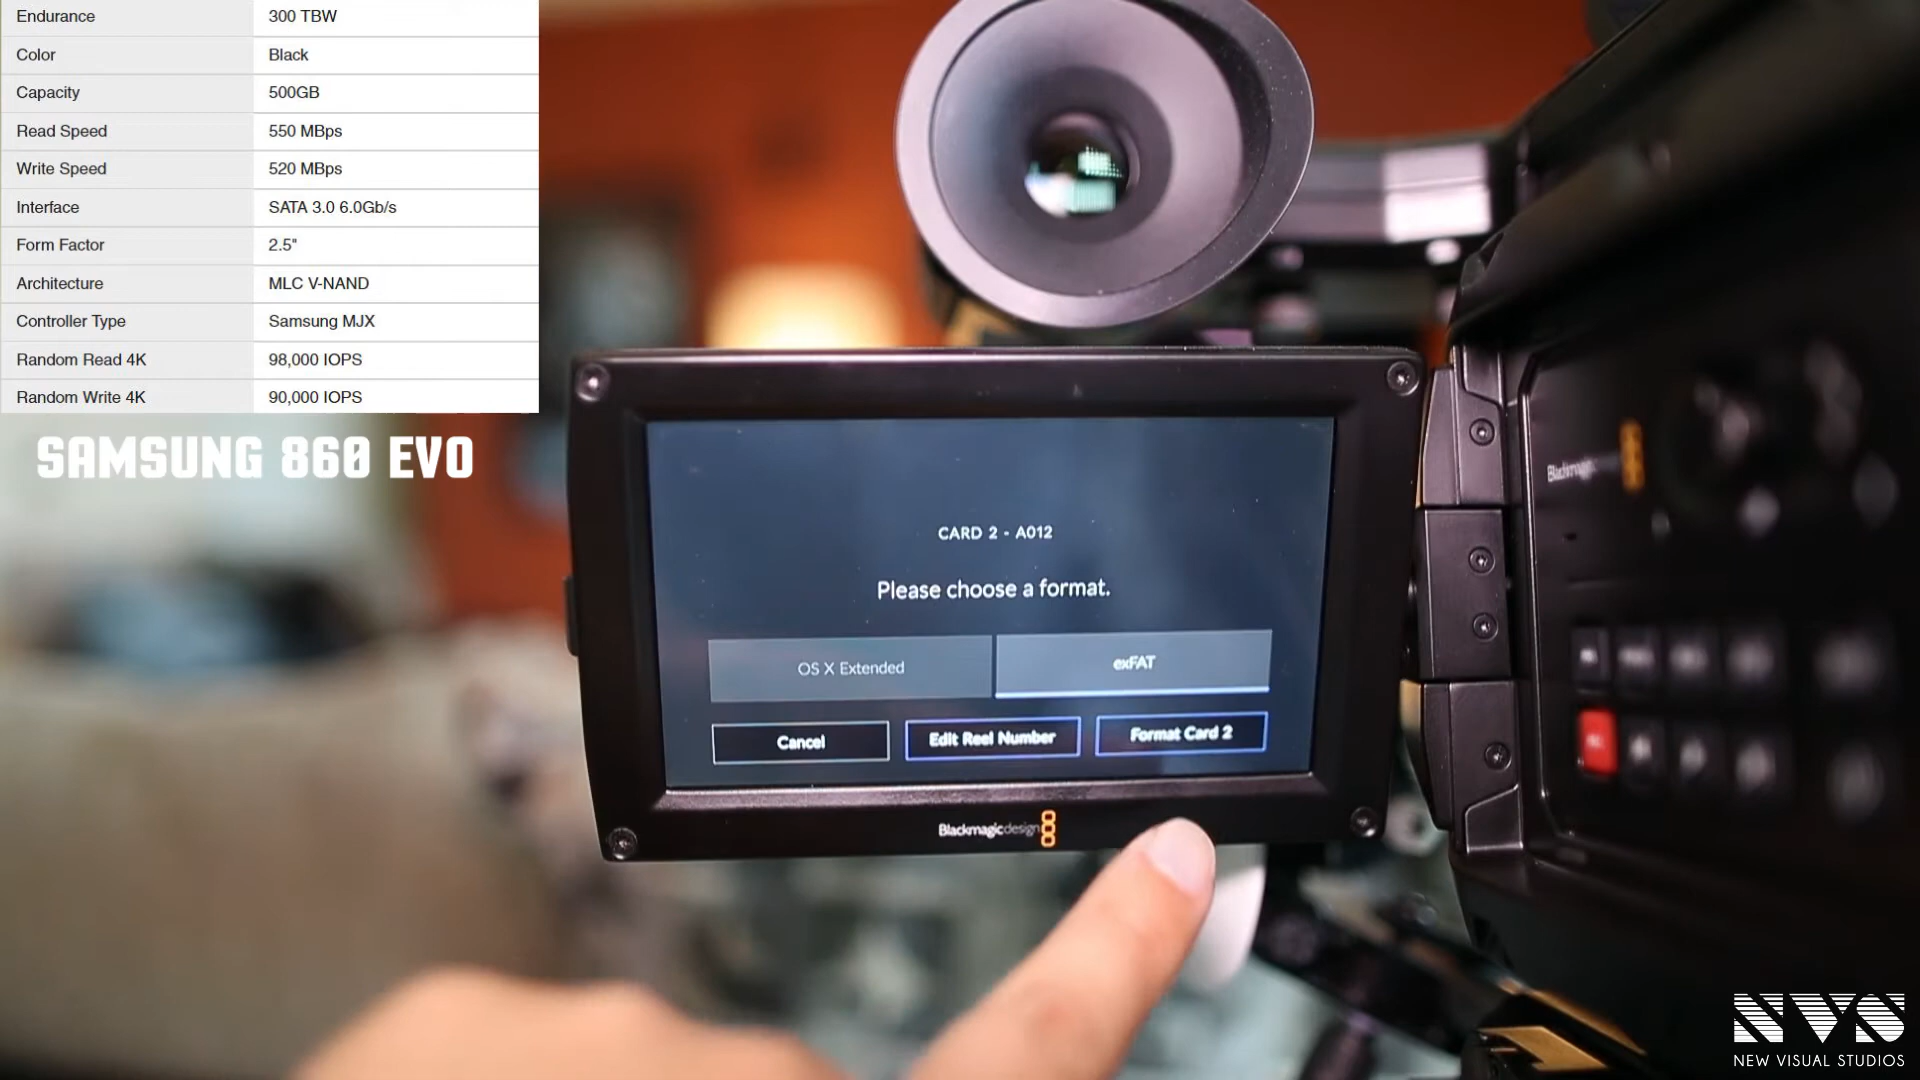 Endurance 300 TBW
Color Black
Capacity 500GB
Read Speed 550 MBps
Write Speed 520 MBps
Interface SATA 3.0 6.0Gb/s
Form Factor 2.5"
Architecture MLC V-NAND
Controller Type Samsung MJX
Random Read 4K 98,000 IOPS
Random Write 4K 90,000 IOPS
SAMSUNG 860 EVO
CARD 2 - A012
Please choose a format.
OS X Extended exFAT
Cancel Edit Reel Number Format Card 2
Blackmagicdesign
Blackmagic
NVS
NEW VISUAL STUDIOS